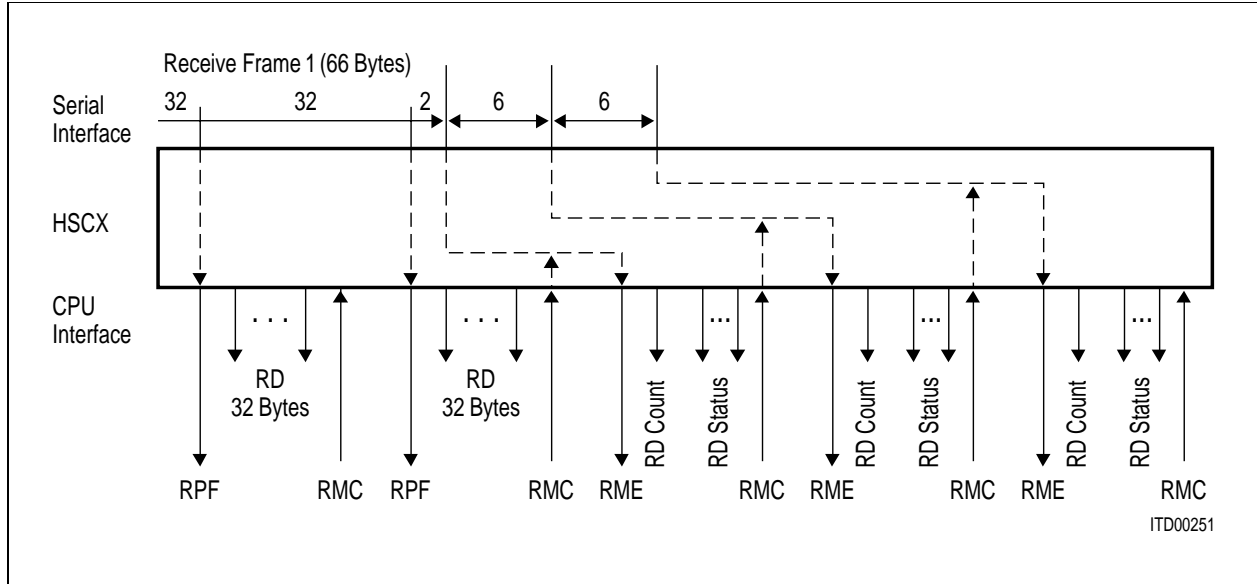 Receive Frame 1 (66 Bytes)
Serial
Interface
32 32 2 6 6
HSCX
CPU
Interface
. . . . . . ... ... ...
RD
32 Bytes
RD
32 Bytes
RD Count
RD Status
RD Count
RD Status
RD Count
RD Status
RPF RMC RPF RMC RME RMC RME RMC RME RMC
ITD00251